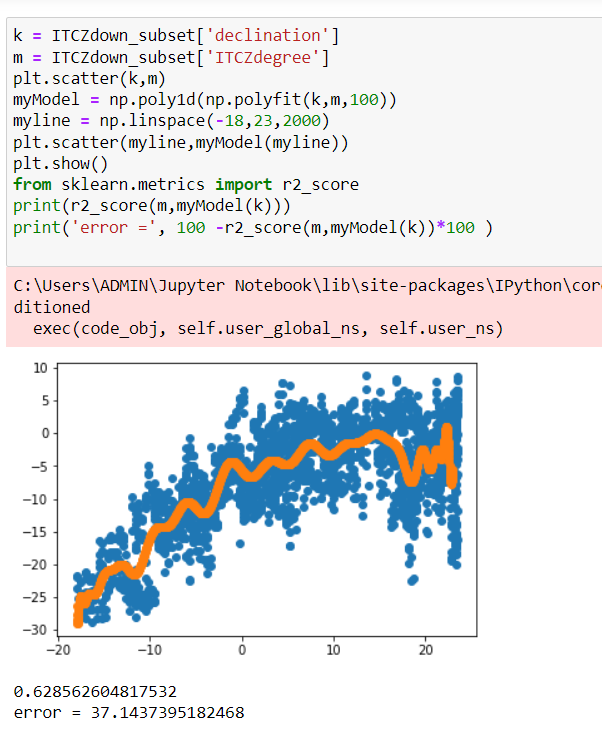 k = ITCZdown_subset['declination']
m = ITCZdown_subset['ITCZdegree']
plt.scatter(k,m)
myModel = np.poly1d(np.polyfit(k,m,100))
myline = np.linspace(-18,23,2000)
plt.scatter(myline,myModel(myline))
plt.show()
from sklearn.metrics import r2_score
print(r2_score(m,myModel(k)))
print('error =', 100 -r2_score(m,myModel(k))*100 )
C:\Users\ADMIN\Jupyter Notebook\lib\site-packages\IPython\cor
ditioned
exec(code_obj, self.user_global_ns, self.user_ns)
10
5
0
−5
−10
−15
−20
−25
−30
−20 −10 0 10 20
0.628562604817532
error = 37.1437395182468